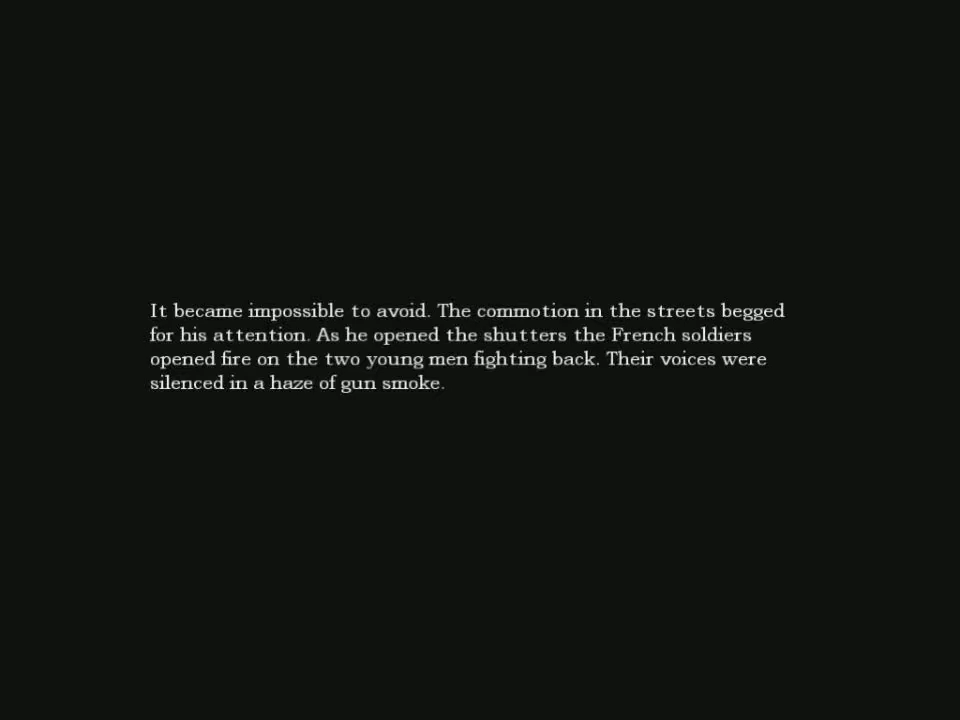 It became impossible to avoid. The commotion in the streets begged
for his attention. As he opened the shutters the French soldiers
opened fire on the two young men fighting back. Their voices were
silenced in a haze of gun smoke.